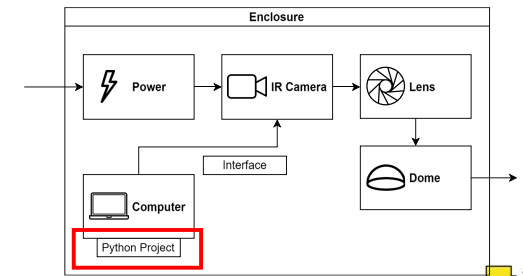 Enclosure
Power
IR Camera
Lens
Interface
Dome
Computer
Python Project